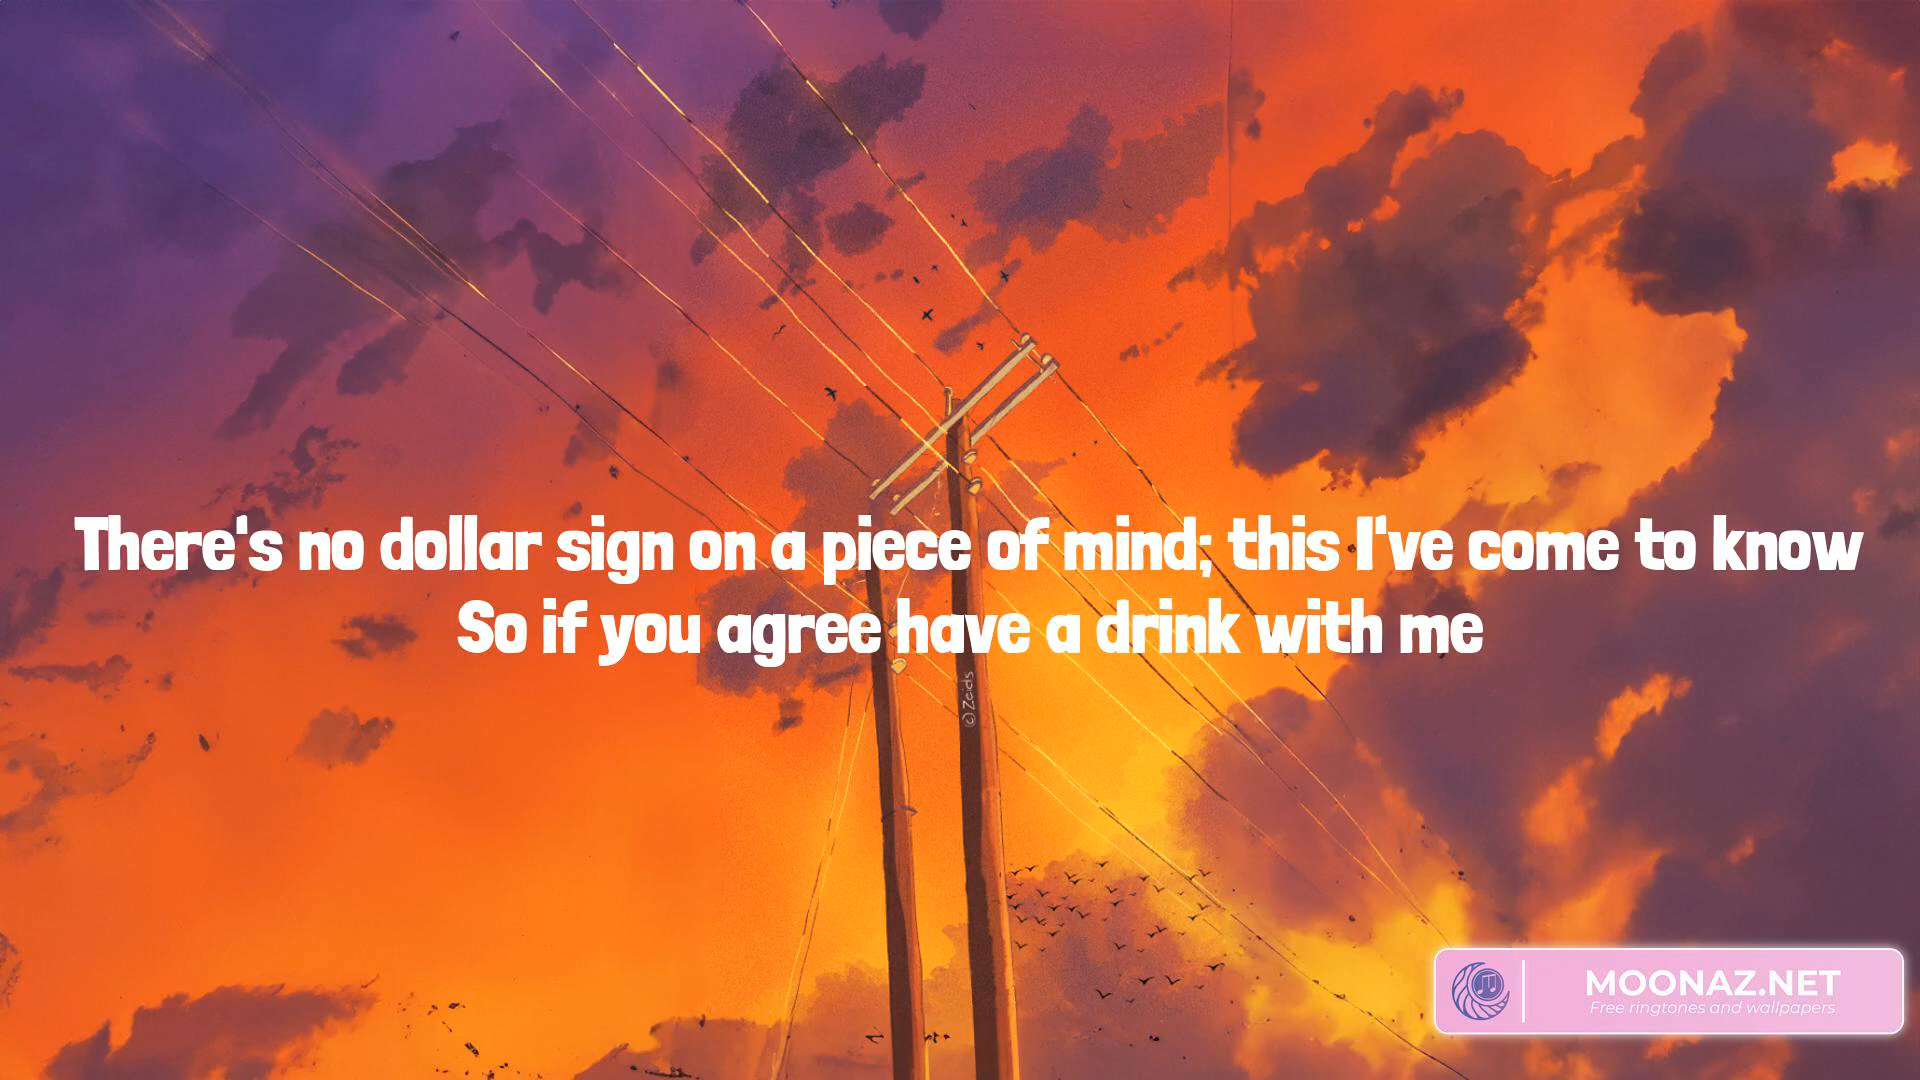 There's no dollar sign on a piece of mind; this I've come to know
So if you agree have a drink with me
(c) Zeids
MOONAZ.NET
Free ringtones and wallpapers